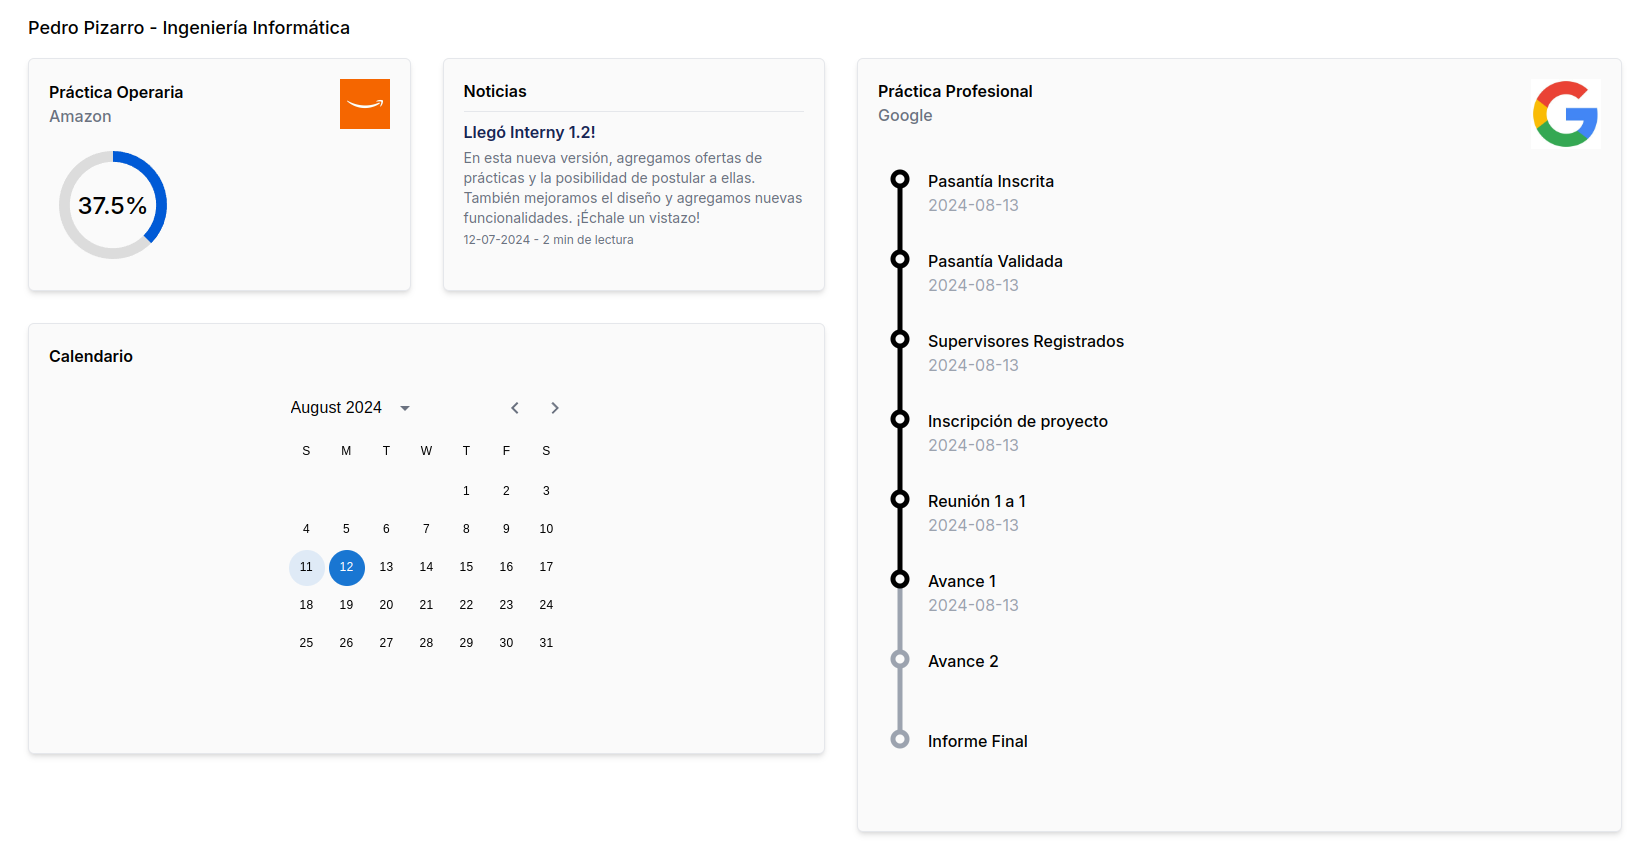 Pedro Pizarro - Ingeniería Informática
Práctica Operaria
Amazon
37.5%
Noticias
Llegó Interny 1.2!
En esta nueva versión, agregamos ofertas de
prácticas y la posibilidad de postular a ellas.
También mejoramos el diseño y agregamos nuevas
funcionalidades. ¡Échale un vistazo!
12-07-2024 - 2 min de lectura
Calendario
August 2024
S M T W T F S
1 2 3
4 5 6 7 8 9 10
11 12 13 14 15 16 17
18 19 20 21 22 23 24
25 26 27 28 29 30 31
Práctica Profesional
Google
Pasantía Inscrita
2024-08-13
Pasantía Validada
2024-08-13
Supervisores Registrados
2024-08-13
Inscripción de proyecto
2024-08-13
Reunión 1 a 1
2024-08-13
Avance 1
2024-08-13
Avance 2
Informe Final